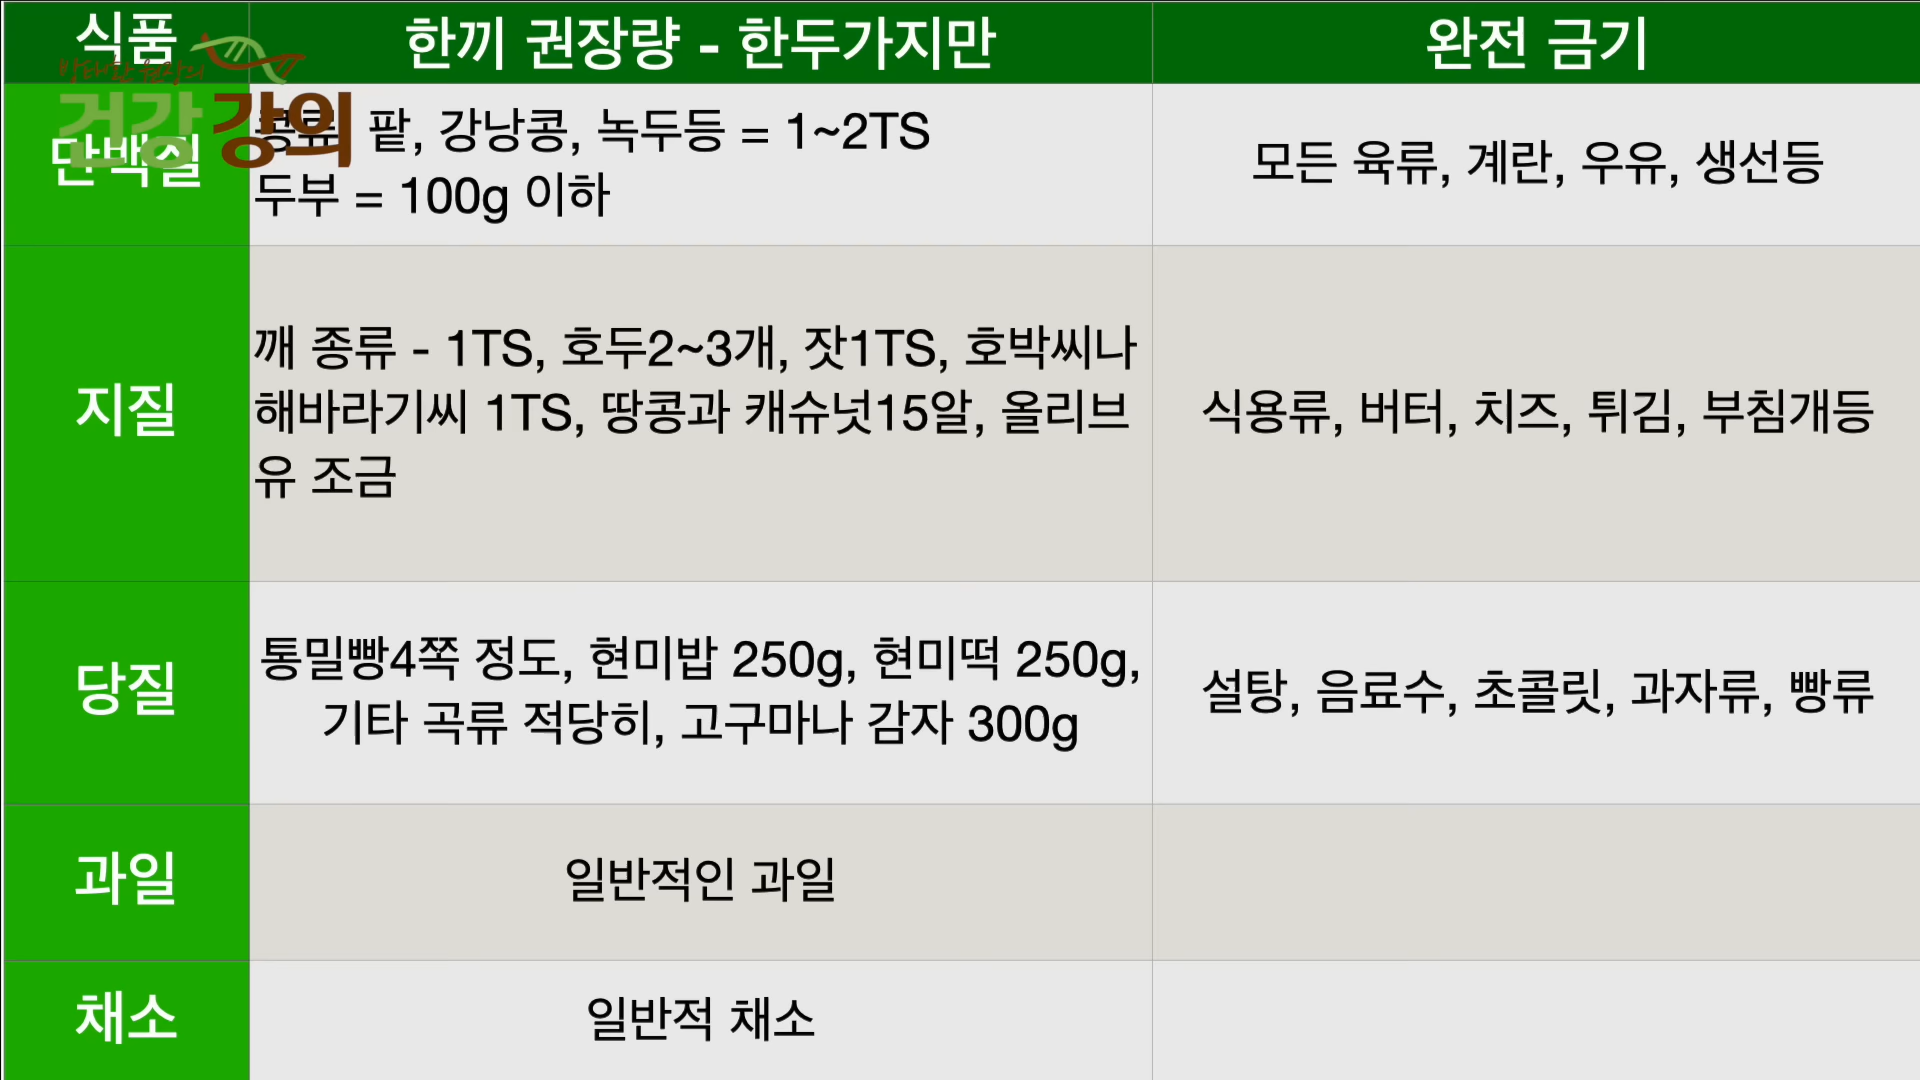 식품
한끼 권장량 - 한두가지만
완전 금기
건강 강의
단백질
콩류, 팥, 강낭콩, 녹두등 = 1~2TS
두부 = 100g 이하
모든 육류, 계란, 우유, 생선등
지질
깨 종류 - 1TS, 호두2~3개, 잣1TS, 호박씨나
해바라기씨 1TS, 땅콩과 캐슈넛15알, 올리브
유 조금
식용류, 버터, 치즈, 튀김, 부침개등
당질
통밀빵4쪽 정도, 현미밥 250g, 현미떡 250g,
기타 곡류 적당히, 고구마나 감자 300g
설탕, 음료수, 초콜릿, 과자류, 빵류
과일
일반적인 과일
채소
일반적 채소